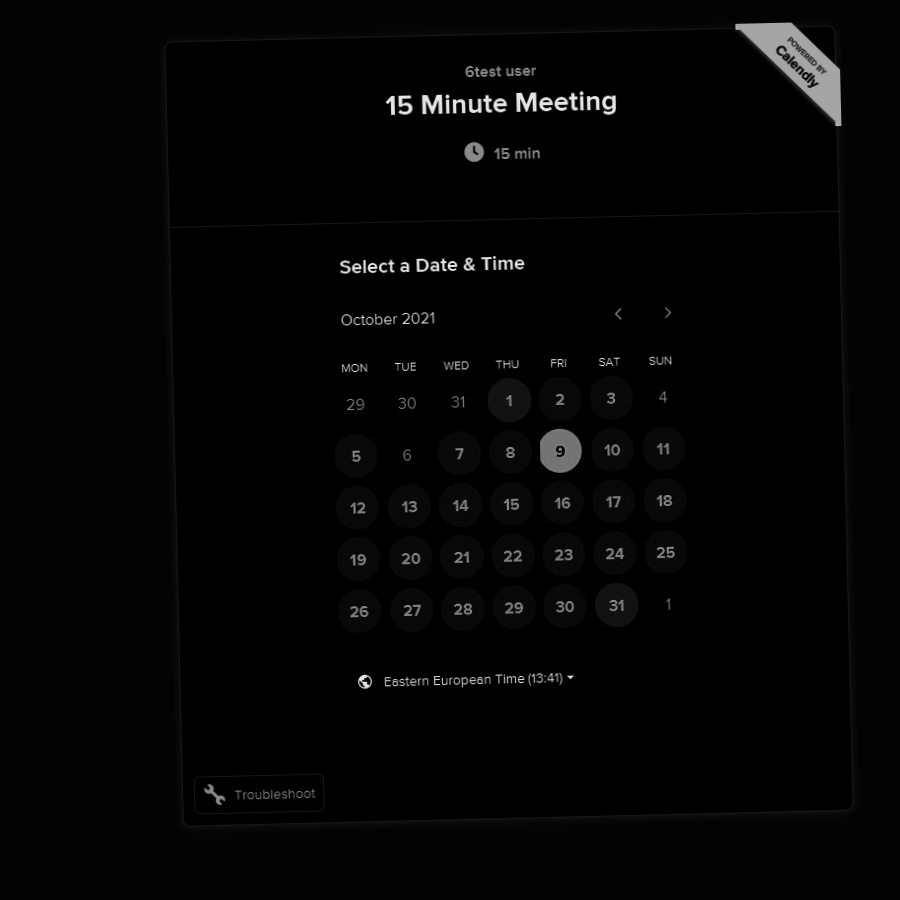 POWERED BY
Calendly
6test user
15 Minute Meeting
15 min
Select a Date & Time
October 2021
MON TUE WED THU FRI SAT SUN
29 30 31 1 2 3 4
5 6 7 8 9 10 11
12 13 14 15 16 17 18
19 20 21 22 23 24 25
26 27 28 29 30 31 1
Eastern European Time (13:41)
Troubleshoot